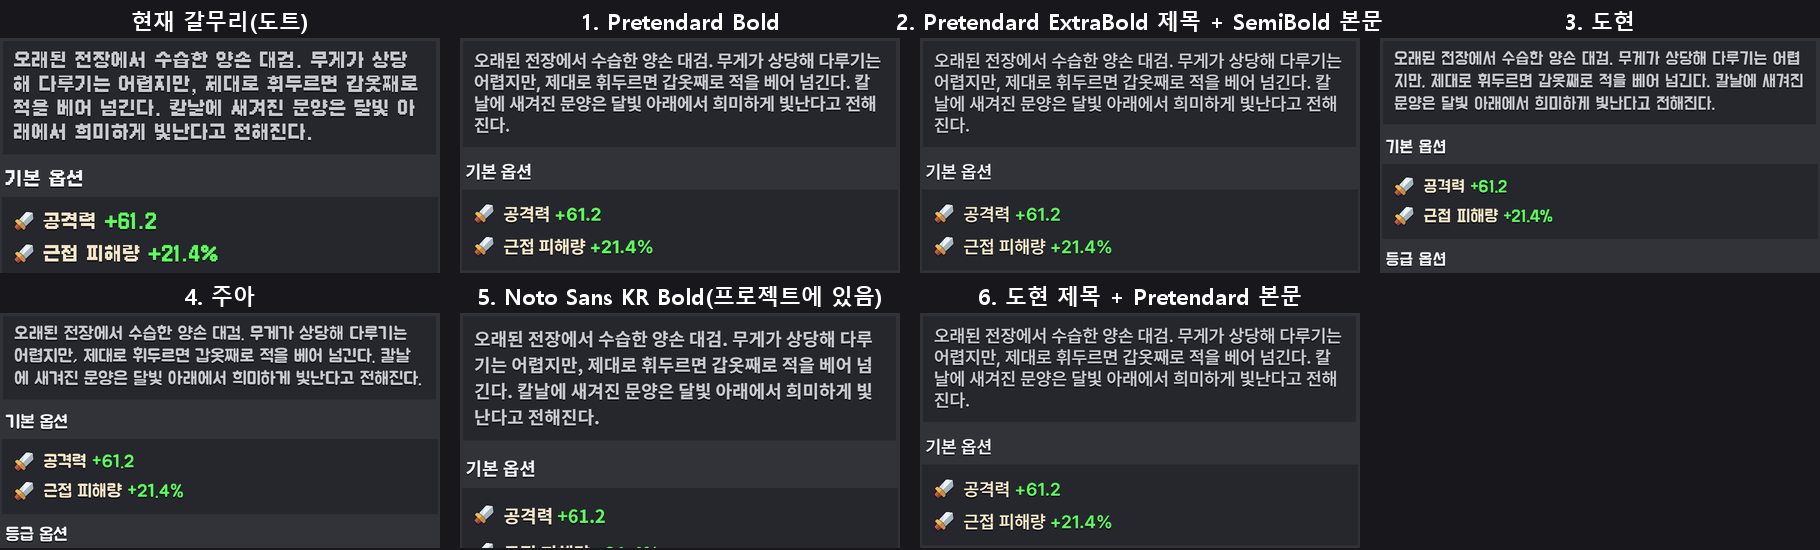 현재 갈무리(도트)
오래된 전장에서 수습한 양손 대검. 무게가 상당
해 다루기는 어렵지만, 제대로 휘두르면 갑옷째로
적을 베어 넘긴다. 칼날에 새겨진 문양은 달빛 아
래에서 희미하게 빛난다고 전해진다.
기본 옵션
공격력 +61.2
근접 피해량 +21.4%
1. Pretendard Bold
오래된 전장에서 수습한 양손 대검. 무게가 상당해 다루기는
어렵지만, 제대로 휘두르면 갑옷째로 적을 베어 넘긴다. 칼
날에 새겨진 문양은 달빛 아래에서 희미하게 빛난다고 전해
진다.
기본 옵션
공격력 +61.2
근접 피해량 +21.4%
2. Pretendard ExtraBold 제목 + SemiBold 본문
오래된 전장에서 수습한 양손 대검. 무게가 상당해 다루기는
어렵지만, 제대로 휘두르면 갑옷째로 적을 베어 넘긴다. 칼
날에 새겨진 문양은 달빛 아래에서 희미하게 빛난다고 전해
진다.
기본 옵션
공격력 +61.2
근접 피해량 +21.4%
3. 도현
오래된 전장에서 수습한 양손 대검. 무게가 상당해 다루기는 어렵
지만, 제대로 휘두르면 갑옷째로 적을 베어 넘긴다. 칼날에 새겨진
문양은 달빛 아래에서 희미하게 빛난다고 전해진다.
기본 옵션
공격력 +61.2
근접 피해량 +21.4%
등급 옵션
4. 주아
오래된 전장에서 수습한 양손 대검. 무게가 상당해 다루기는
어렵지만, 제대로 휘두르면 갑옷째로 적을 베어 넘긴다. 칼날
에 새겨진 문양은 달빛 아래에서 희미하게 빛난다고 전해진다.
기본 옵션
공격력 +61.2
근접 피해량 +21.4%
등급 옵션
5. Noto Sans KR Bold(프로젝트에 있음)
오래된 전장에서 수습한 양손 대검. 무게가 상당해 다루
기는 어렵지만, 제대로 휘두르면 갑옷째로 적을 베어 넘
긴다. 칼날에 새겨진 문양은 달빛 아래에서 희미하게 빛
난다고 전해진다.
기본 옵션
공격력 +61.2
6. 도현 제목 + Pretendard 본문
오래된 전장에서 수습한 양손 대검. 무게가 상당해 다루기는
어렵지만, 제대로 휘두르면 갑옷째로 적을 베어 넘긴다. 칼
날에 새겨진 문양은 달빛 아래에서 희미하게 빛난다고 전해
진다.
기본 옵션
공격력 +61.2
근접 피해량 +21.4%